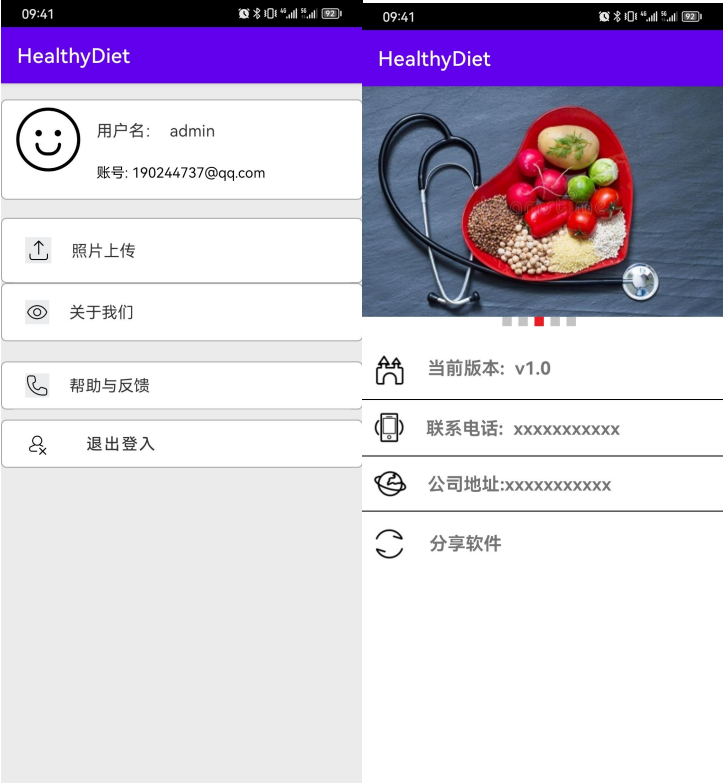 09:41
92
HealthyDiet
用户名： admin
账号: 190244737@qq.com
照片上传
关于我们
帮助与反馈
退出登入
09:41
92
HealthyDiet
当前版本：v1.0
联系电话：xxxxxxxxxxx
公司地址:xxxxxxxxxxx
分享软件